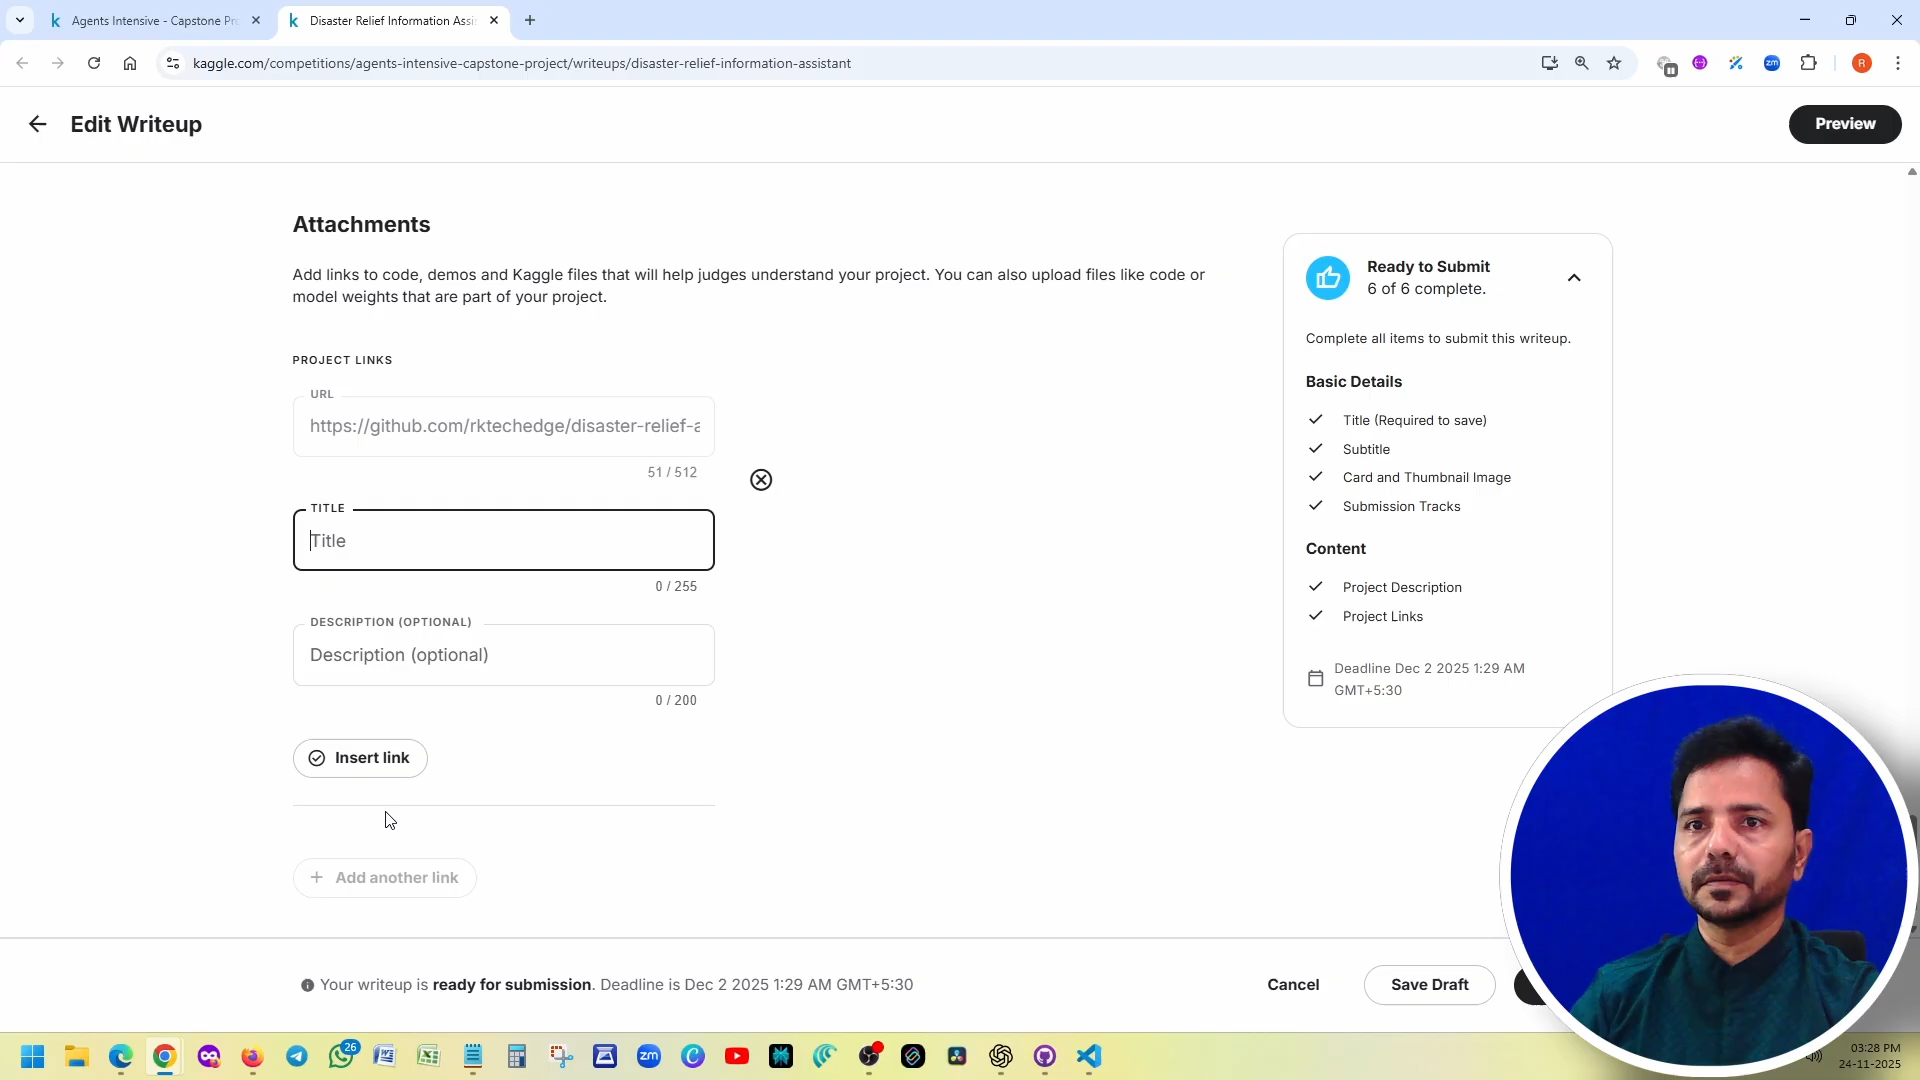 Agents Intensive - Capstone Pr
Disaster Relief Information Assi
kaggle.com/competitions/agents-intensive-capstone-project/writeups/disaster-relief-information-assistant
R
Edit Writeup
Preview
Attachments
Add links to code, demos and Kaggle files that will help judges understand your project. You can also upload files like code or
model weights that are part of your project.
PROJECT LINKS
URL
https://github.com/rktechedge/disaster-relief-a
51 / 512
TITLE
Title
0 / 255
DESCRIPTION (OPTIONAL)
Description (optional)
0 / 200
Insert link
Add another link
Ready to Submit
6 of 6 complete.
Complete all items to submit this writeup.
Basic Details
Title (Required to save)
Subtitle
Card and Thumbnail Image
Submission Tracks
Content
Project Description
Project Links
Deadline Dec 2 2025 1:29 AM
GMT+5:30
Your writeup is ready for submission. Deadline is Dec 2 2025 1:29 AM GMT+5:30
Cancel
Save Draft
26
zm
03:28 PM
24-11-2025